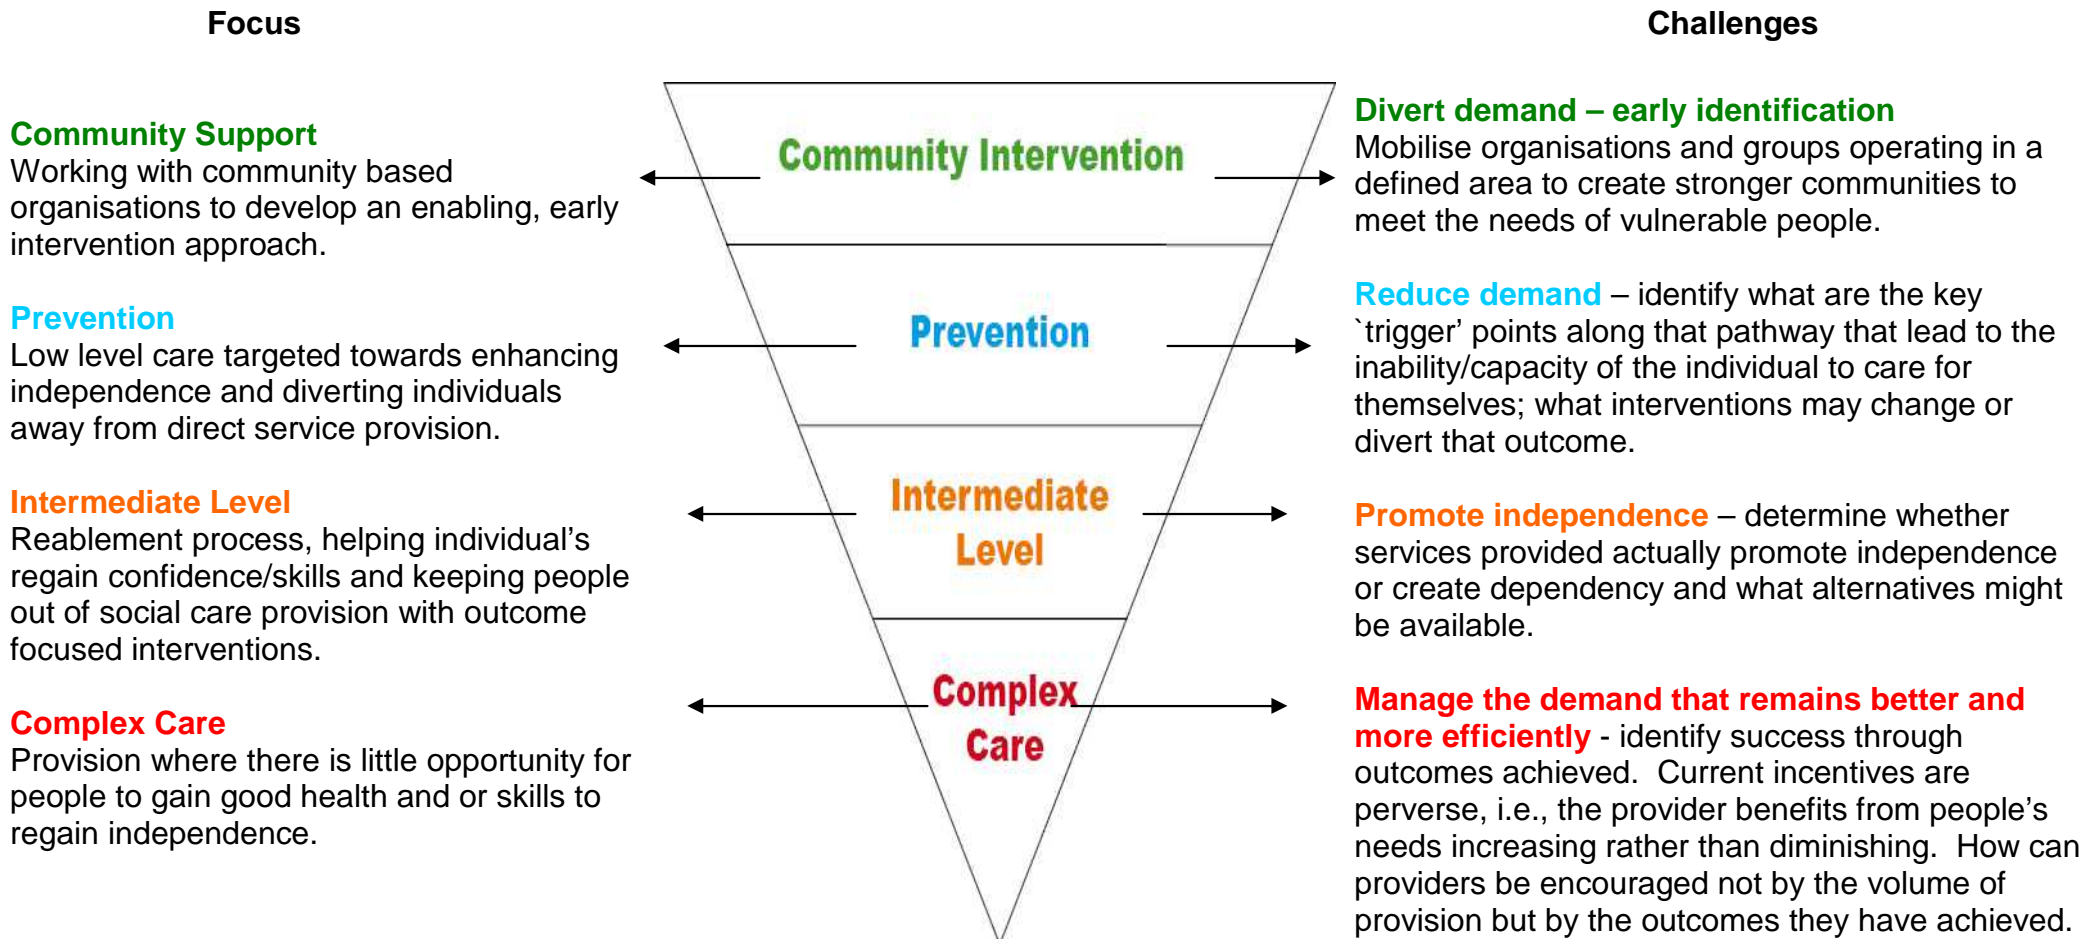 Focus
Community Support
Working with community based
organisations to develop an enabling, early
intervention approach.
Prevention
Low level care targeted towards enhancing
independence and diverting individuals
away from direct service provision.
Intermediate Level
Reablement process, helping individual’s
regain confidence/skills and keeping people
out of social care provision with outcome
focused interventions.
Complex Care
Provision where there is little opportunity for
people to gain good health and or skills to
regain independence.
Community Intervention
Prevention
Intermediate
Level
Complex
Care
Challenges
Divert demand – early identification
Mobilise organisations and groups operating in a
defined area to create stronger communities to
meet the needs of vulnerable people.
Reduce demand – identify what are the key
`trigger’ points along that pathway that lead to the
inability/capacity of the individual to care for
themselves; what interventions may change or
divert that outcome.
Promote independence – determine whether
services provided actually promote independence
or create dependency and what alternatives might
be available.
Manage the demand that remains better and
more efficiently - identify success through
outcomes achieved.  Current incentives are
perverse, i.e., the provider benefits from people’s
needs increasing rather than diminishing.  How can
providers be encouraged not by the volume of
provision but by the outcomes they have achieved.